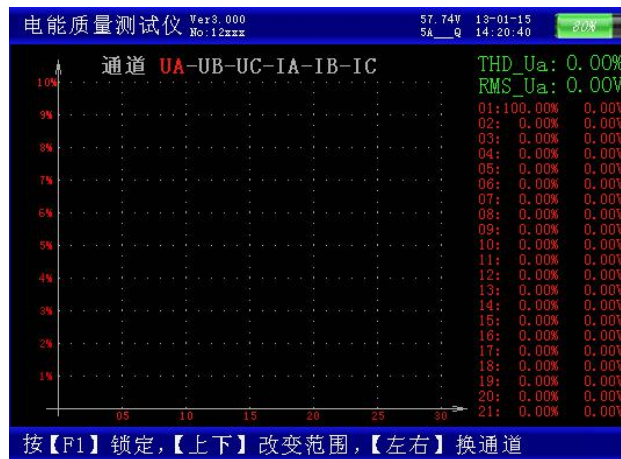 电能质量测试仪 Ver3.000 57.74V 13-01-15 80%
No:12xxx 5A__Q 14:20:40
通道 UA-UB-UC-IA-IB-IC
THD_Ua: 0.00%
RMS_Ua: 0.00V
10%
9%
8%
7%
6%
5%
4%
3%
2%
1%
05 10 15 20 25 30
01:100.00% 0.00V
02: 0.00% 0.00V
03: 0.00% 0.00V
04: 0.00% 0.00V
05: 0.00% 0.00V
06: 0.00% 0.00V
07: 0.00% 0.00V
08: 0.00% 0.00V
09: 0.00% 0.00V
10: 0.00% 0.00V
11: 0.00% 0.00V
12: 0.00% 0.00V
13: 0.00% 0.00V
14: 0.00% 0.00V
15: 0.00% 0.00V
16: 0.00% 0.00V
17: 0.00% 0.00V
18: 0.00% 0.00V
19: 0.00% 0.00V
20: 0.00% 0.00V
21: 0.00% 0.00V
按【F1】锁定,【上下】改变范围,【左右】换通道